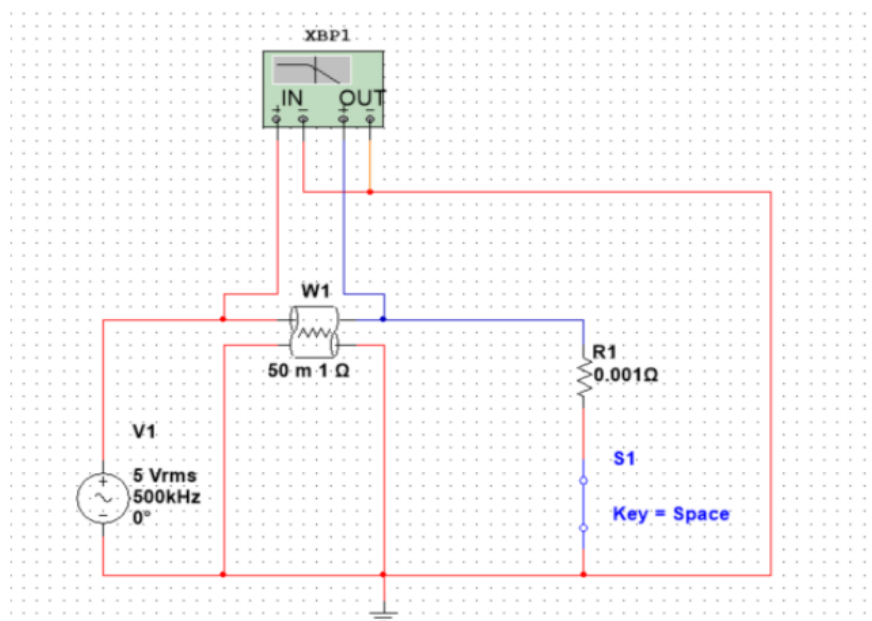 XBP1
IN OUT
+ − + −
W1
50 m 1 Ω
R1
0.001Ω
V1
+
−
5 Vrms
500kHz
0°
S1
Key = Space